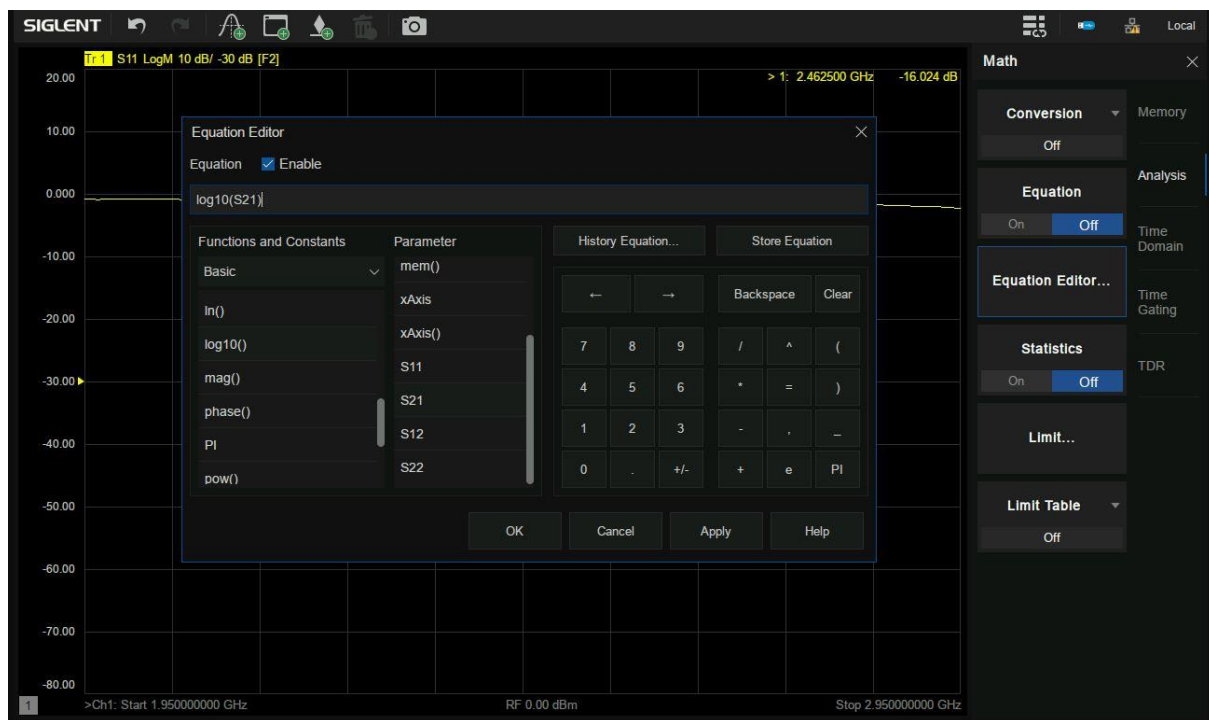 SIGLENT
Local
Tr 1 S11 LogM 10 dB/ -30 dB [F2]
> 1: 2.462500 GHz -16.024 dB
20.00
10.00
0.000
-10.00
-20.00
-30.00
-40.00
-50.00
-60.00
-70.00
-80.00
Equation Editor
Equation Enable
log10(S21)
Functions and Constants
Basic
ln()
log10()
mag()
phase()
PI
pow()
Parameter
mem()
xAxis
xAxis()
S11
S21
S12
S22
History Equation... Store Equation
← → Backspace Clear
7 8 9 / ^ (
4 5 6 * = )
1 2 3 - , _
0 . +/- + e PI
OK Cancel Apply Help
Math
Conversion
Off
Equation
On Off
Equation Editor...
Statistics
On Off
Limit...
Limit Table
Off
Memory
Analysis
Time
Domain
Time
Gating
TDR
1 >Ch1: Start 1.950000000 GHz RF 0.00 dBm Stop 2.950000000 GHz